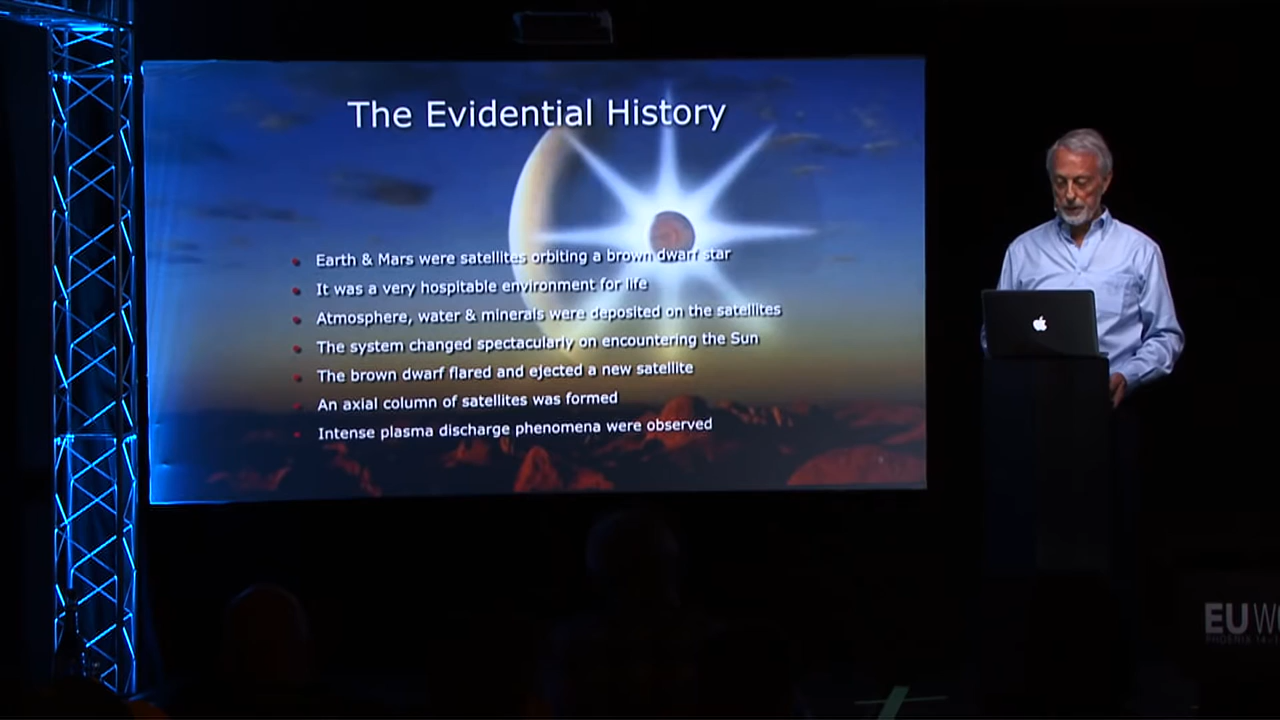 The Evidential History
Earth & Mars were satellites orbiting a brown dwarf star
It was a very hospitable environment for life
Atmosphere, water & minerals were deposited on the satellites
The system changed spectacularly on encountering the Sun
The brown dwarf flared and ejected a new satellite
An axial column of satellites was formed
Intense plasma discharge phenomena were observed
EU
PHOENIX